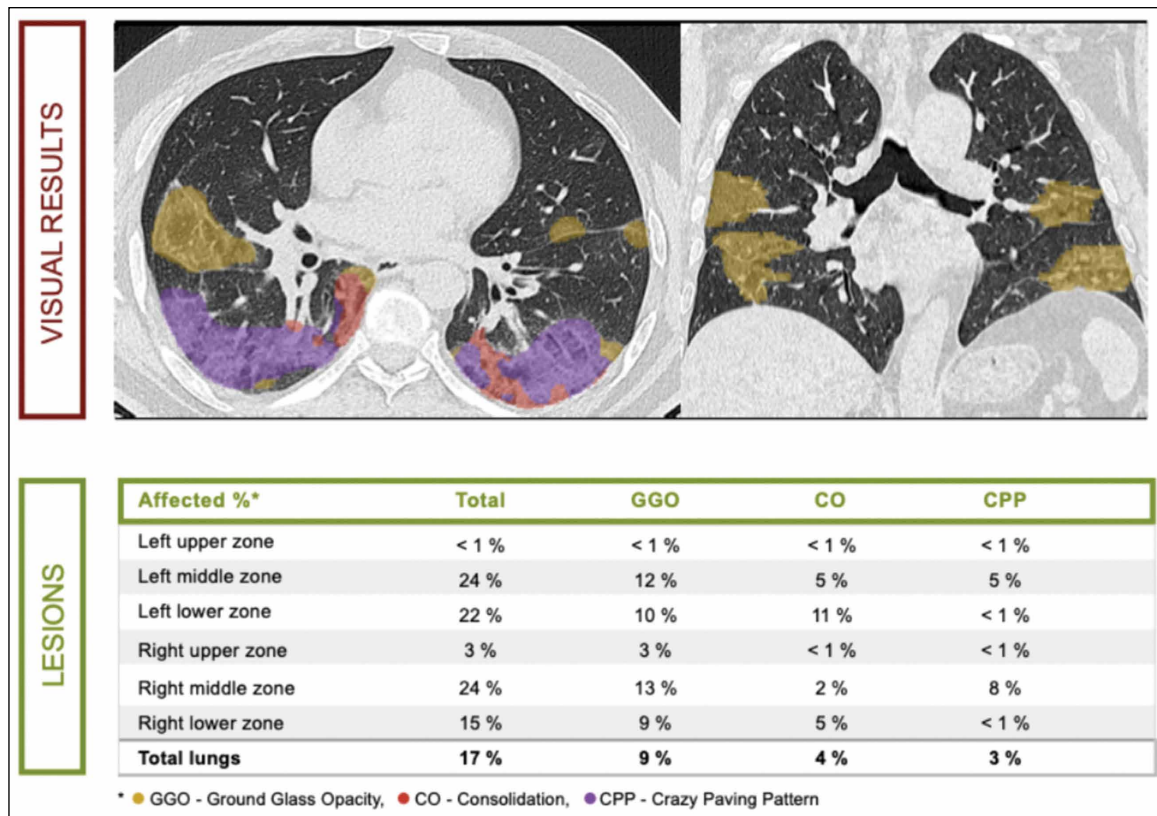 VISUAL RESULTS
LESIONS
Affected %* Total GGO CO CPP
Left upper zone < 1 % < 1 % < 1 % < 1 %
Left middle zone 24 % 12 % 5 % 5 %
Left lower zone 22 % 10 % 11 % < 1 %
Right upper zone 3 % 3 % < 1 % < 1 %
Right middle zone 24 % 13 % 2 % 8 %
Right lower zone 15 % 9 % 5 % < 1 %
Total lungs 17 % 9 % 4 % 3 %
* GGO - Ground Glass Opacity, CO - Consolidation, CPP - Crazy Paving Pattern